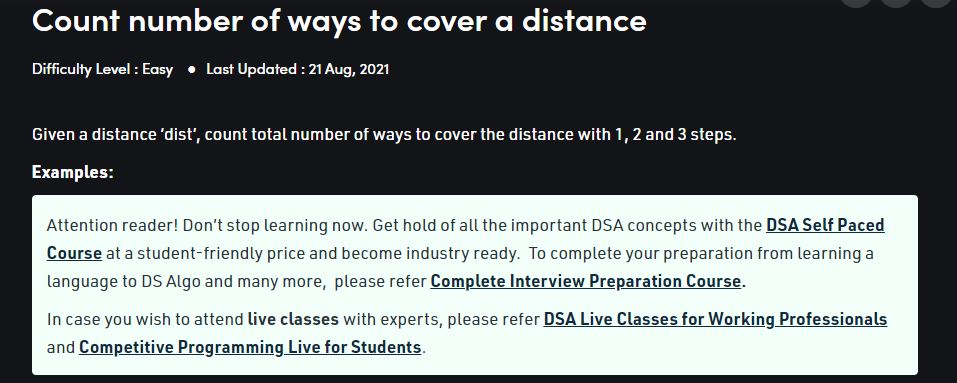 Count number of ways to cover a distance
Difficulty Level : Easy ● Last Updated : 21 Aug, 2021
Given a distance ‘dist’, count total number of ways to cover the distance with 1, 2 and 3 steps.
Examples:
Attention reader! Don’t stop learning now. Get hold of all the important DSA concepts with the DSA Self Paced
Course at a student-friendly price and become industry ready.  To complete your preparation from learning a
language to DS Algo and many more,  please refer Complete Interview Preparation Course.
In case you wish to attend live classes with experts, please refer DSA Live Classes for Working Professionals
and Competitive Programming Live for Students.